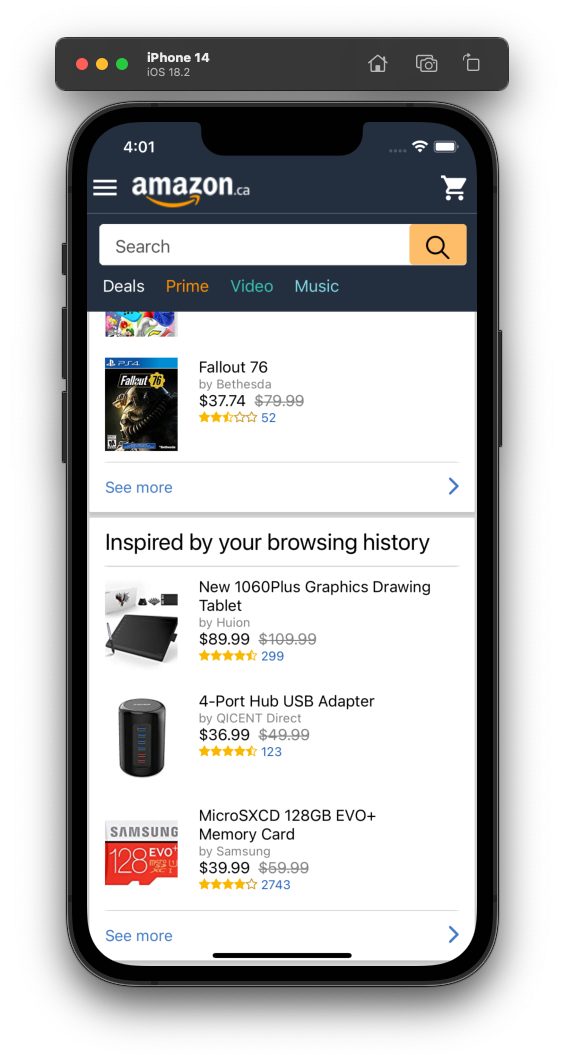 iPhone 14
iOS 18.2
4:01
amazon.ca
Search
Deals Prime Video Music
PS4
Fallout 76
Fallout 76
by Bethesda
$37.74 $79.99
52
See more
Inspired by your browsing history
New 1060Plus Graphics Drawing
Tablet
by Huion
$89.99 $109.99
299
4-Port Hub USB Adapter
by QICENT Direct
$36.99 $49.99
123
SAMSUNG
128 EVO+
MicroSXCD 128GB EVO+
Memory Card
by Samsung
$39.99 $59.99
2743
See more